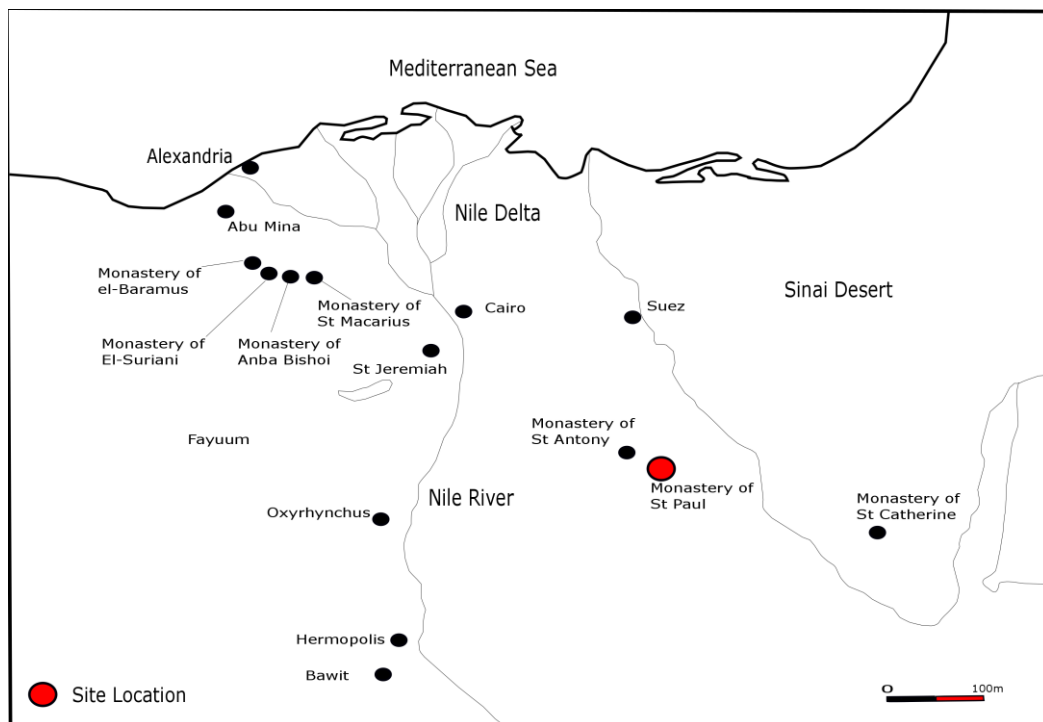 Mediterranean Sea
Alexandria
Nile Delta
Abu Mina
Monastery of
el-Baramus
Monastery of
St Macarius
Cairo
Suez
Sinai Desert
Monastery of
El-Suriani
Monastery of
Anba Bishoi
St Jeremiah
Fayuum
Monastery of
St Antony
Monastery of
St Paul
Monastery of
St Catherine
Nile River
Oxyrhynchus
Hermopolis
Bawit
Site Location
0 100m